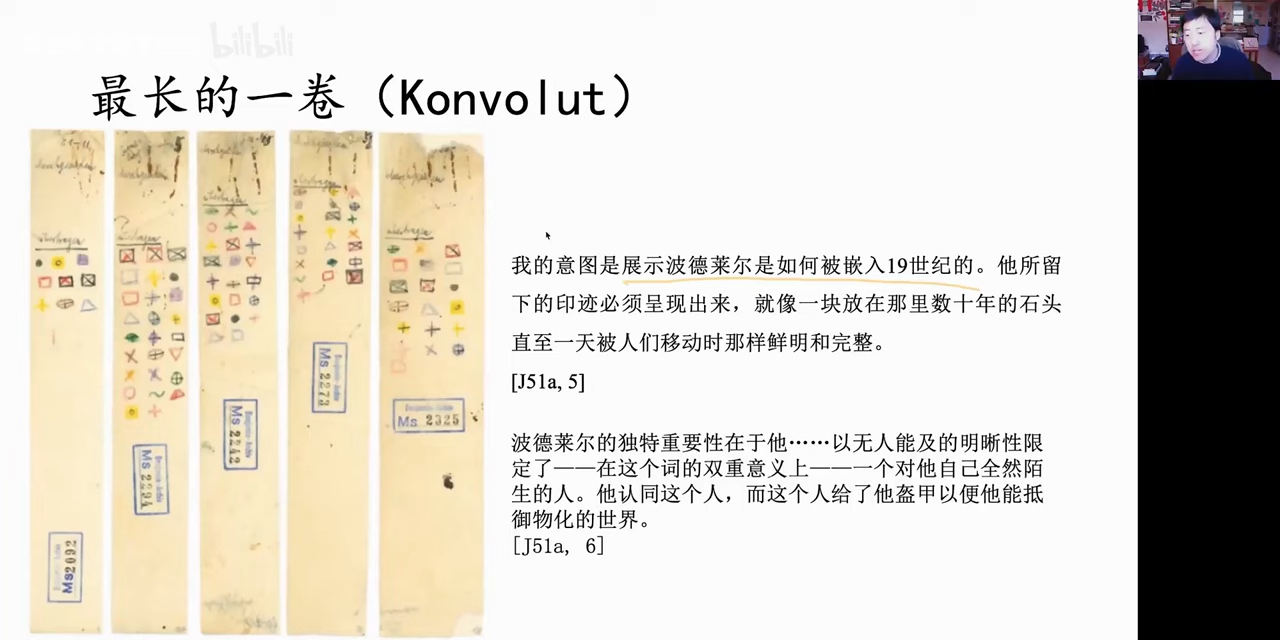 bilibili
最长的一卷（Konvolut）
我的意图是展示波德莱尔是如何被嵌入19世纪的。他所留
下的印迹必须呈现出来，就像一块放在那里数十年的石头
直至一天被人们移动时那样鲜明和完整。
[J51a, 5]
波德莱尔的独特重要性在于他……以无人能及的明晰性限
定了——在这个词的双重意义上——一个对他自己全然陌
生的人。他认同这个人，而这个人给了他盔甲以便他能抵
御物化的世界。
[J51a, 6]
Ms 2242
Ms 2273
Ms 2325